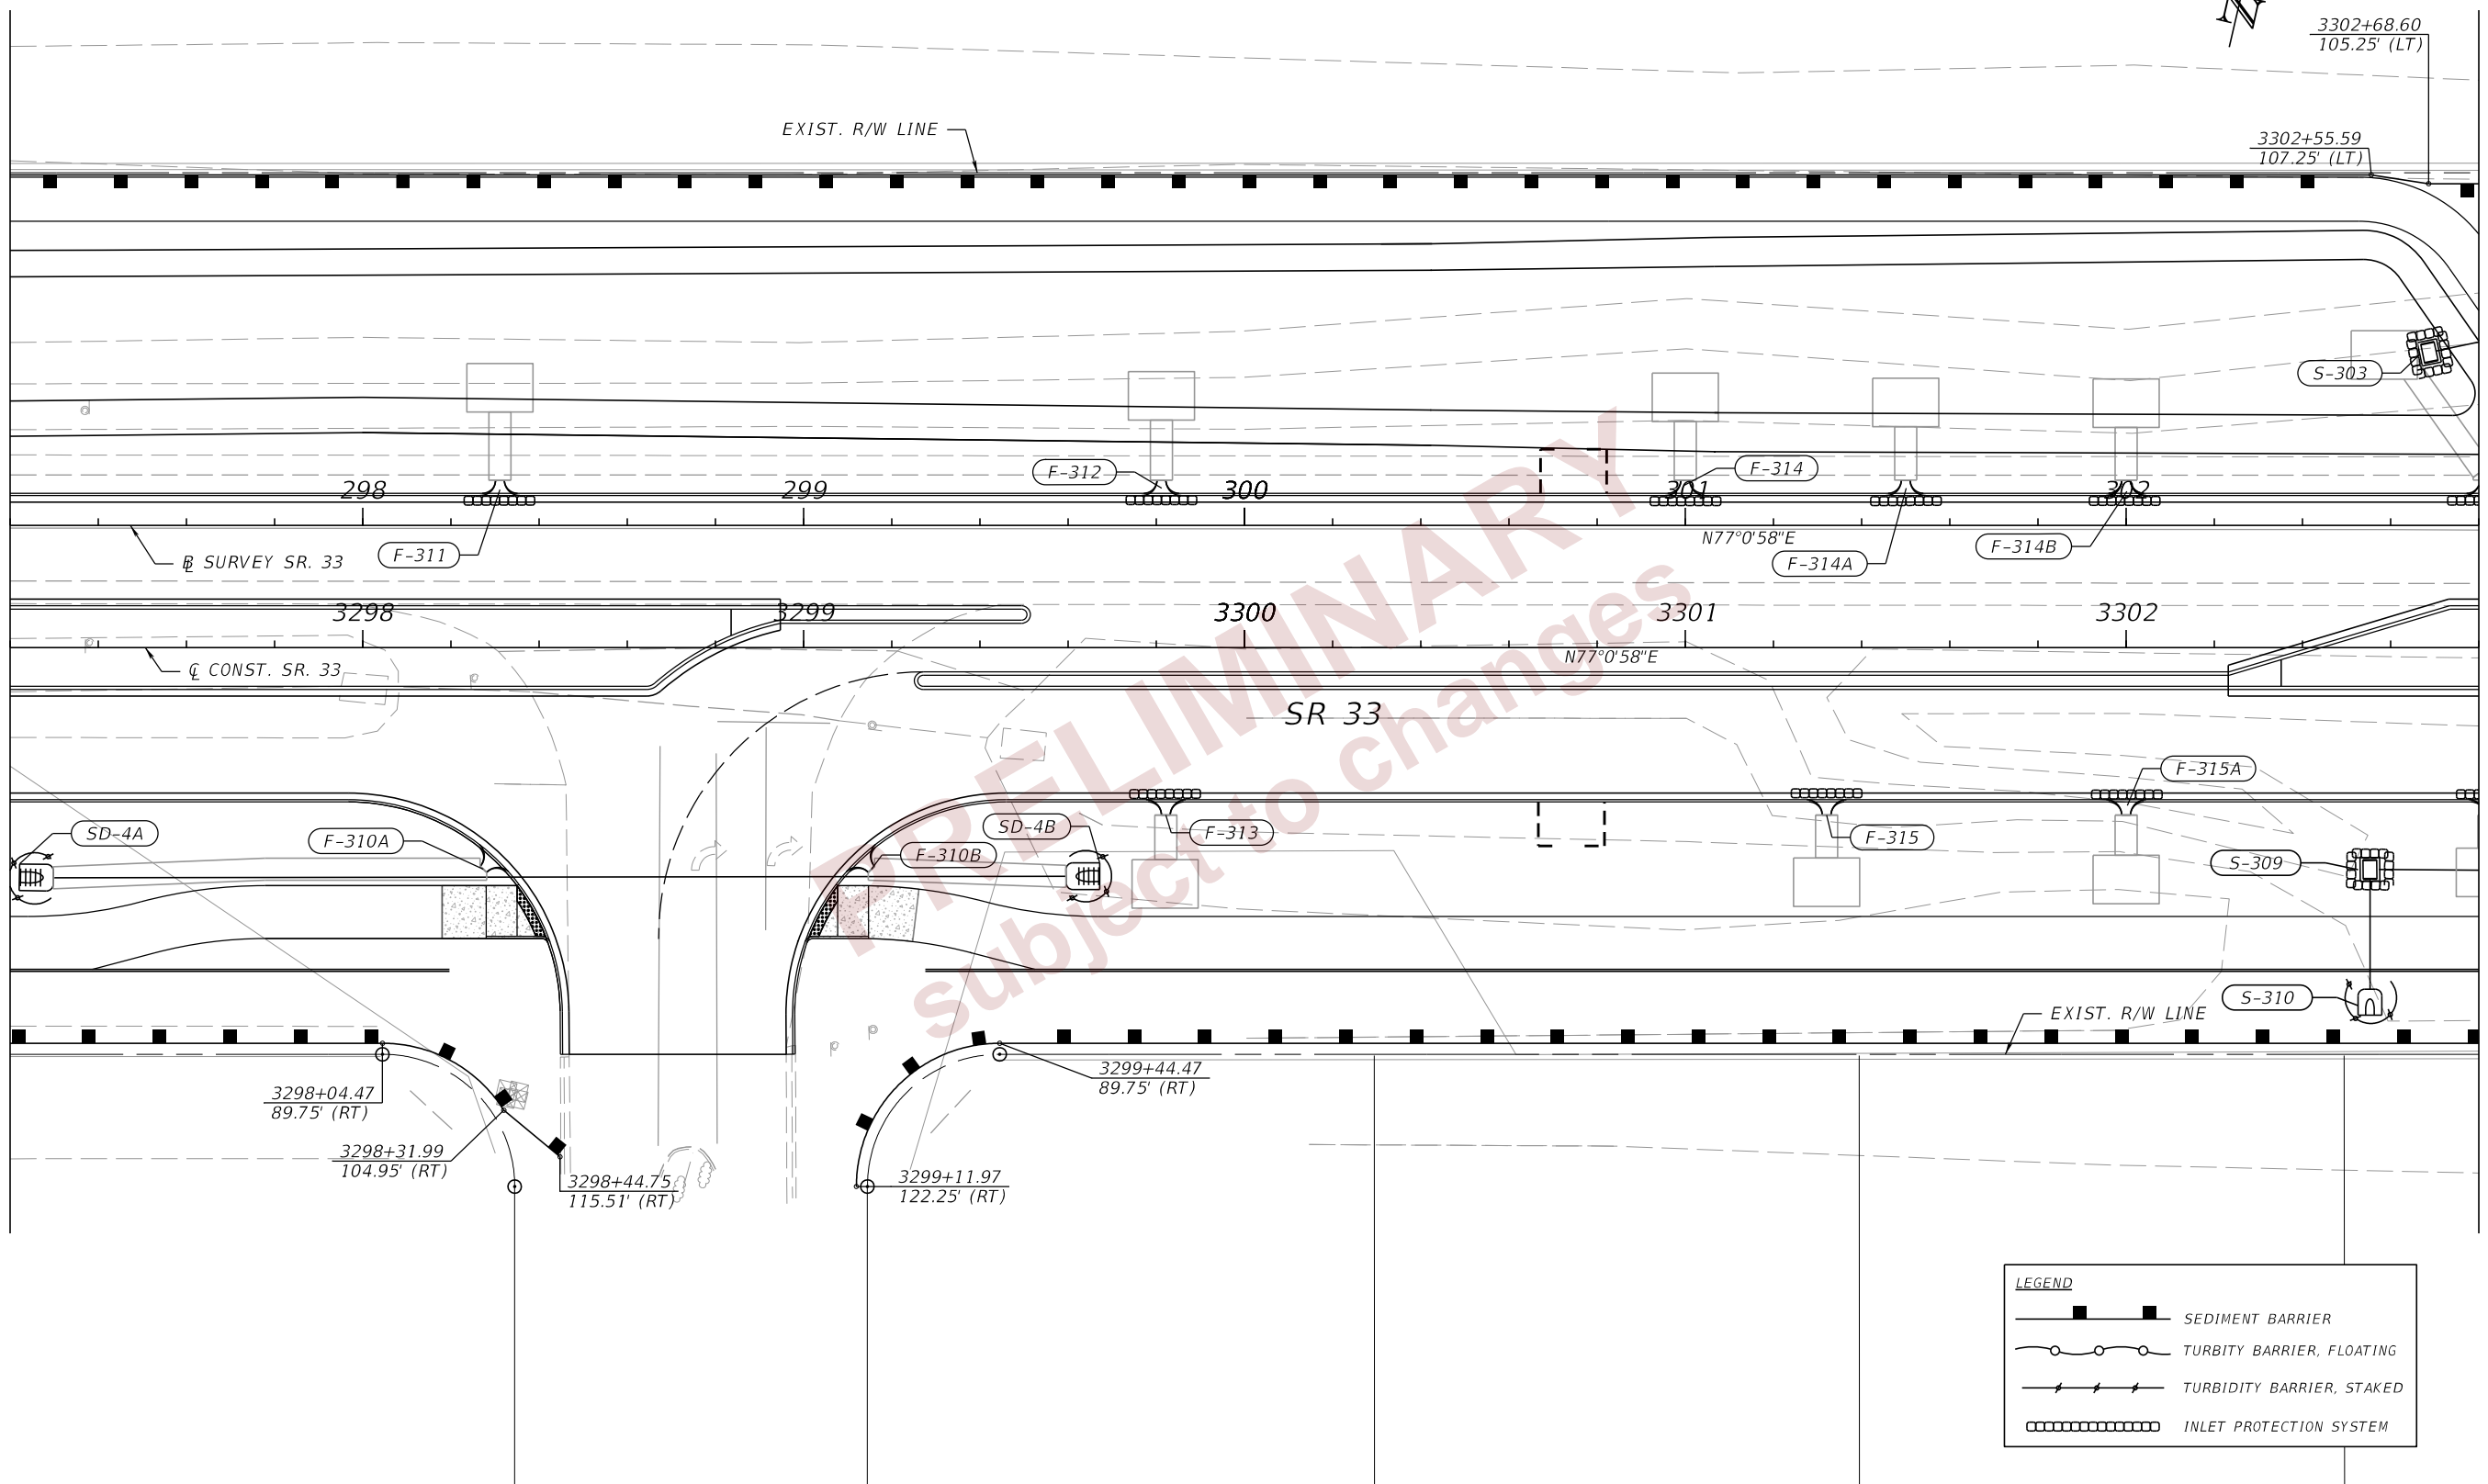 3302+68.60
105.25' (LT)
EXIST. R/W LINE
3302+55.59
107.25' (LT)
S-303
F-312
F-314
298
299
300
301
302
N77°0'58"E
F-311
F-314A
F-314B
BL SURVEY SR. 33
3298
3299
3300
3301
3302
CL CONST. SR. 33
N77°0'58"E
SR 33
PRELIMINARY
subject to changes
F-315A
SD-4A
F-310A
SD-4B
F-313
F-315
F-310B
S-309
S-310
EXIST. R/W LINE
3299+44.47
89.75' (RT)
3298+04.47
89.75' (RT)
3298+31.99
104.95' (RT)
3298+44.75
115.51' (RT)
3299+11.97
122.25' (RT)
LEGEND
SEDIMENT BARRIER
TURBITY BARRIER, FLOATING
TURBIDITY BARRIER, STAKED
INLET PROTECTION SYSTEM